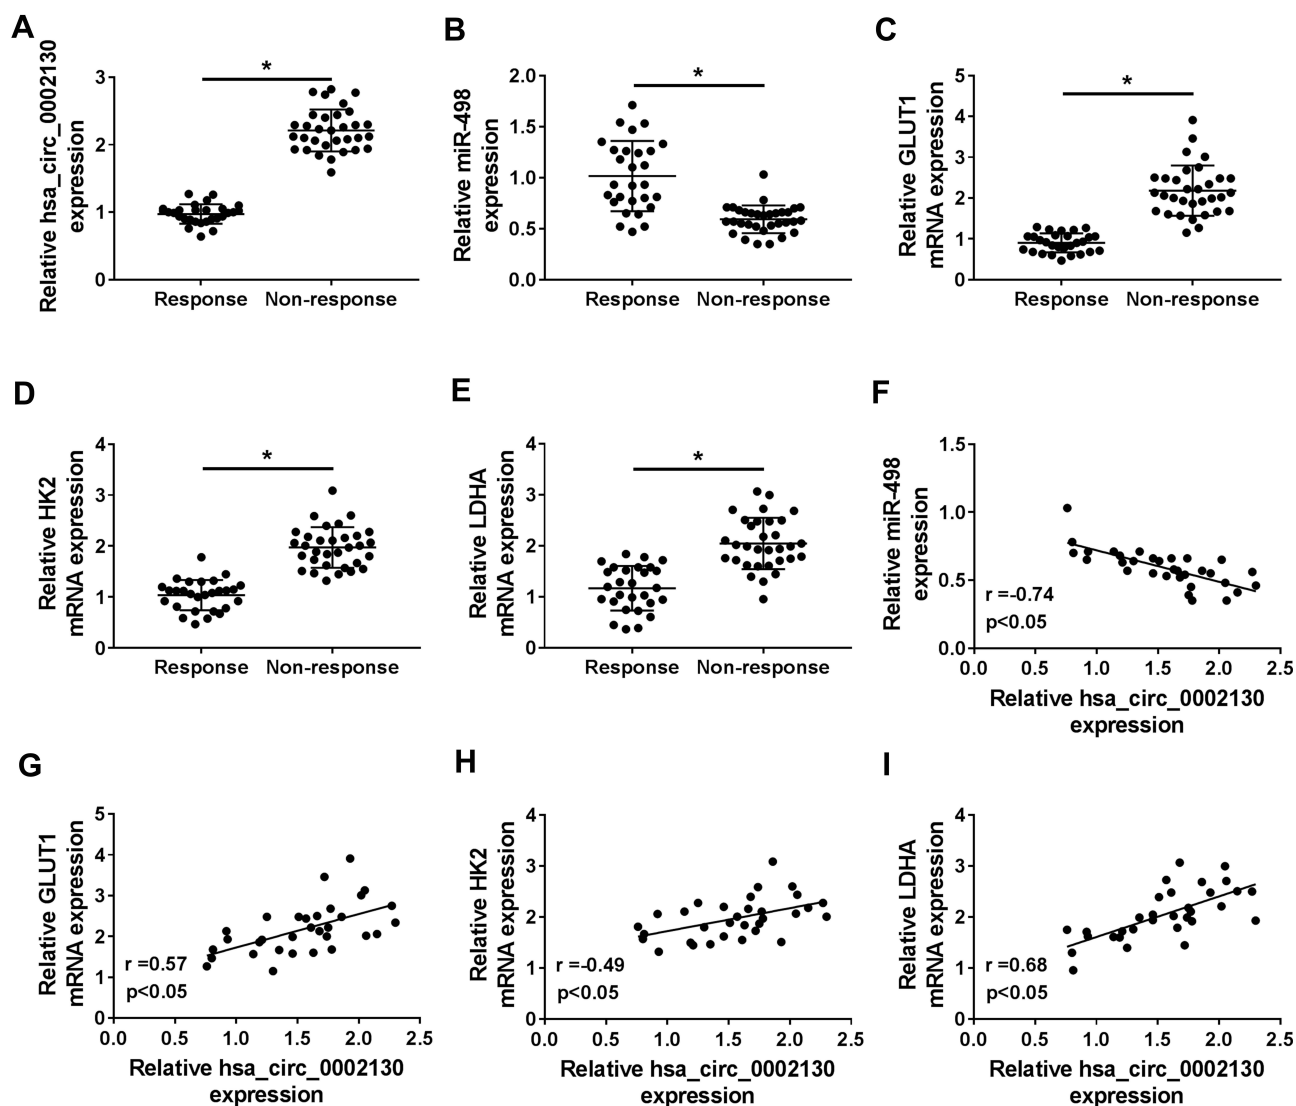 A
Relative hsa_circ_0002130
expression
3
2
1
0
*
Response Non-response
B
Relative miR-498
expression
2.0
1.5
1.0
0.5
0.0
*
Response Non-response
C
Relative GLUT1
mRNA expression
5
4
3
2
1
0
*
Response Non-response
D
Relative HK2
mRNA expression
4
3
2
1
0
*
Response Non-response
E
Relative LDHA
mRNA expression
4
3
2
1
0
*
Response Non-response
F
Relative miR-498
expression
1.5
1.0
0.5
0.0
r =-0.74
p<0.05
0.0 0.5 1.0 1.5 2.0 2.5
Relative hsa_circ_0002130
expression
G
Relative GLUT1
mRNA expression
5
4
3
2
1
0
r =0.57
p<0.05
0.0 0.5 1.0 1.5 2.0 2.5
Relative hsa_circ_0002130
expression
H
Relative HK2
mRNA expression
4
3
2
1
0
r =-0.49
p<0.05
0.0 0.5 1.0 1.5 2.0 2.5
Relative hsa_circ_0002130
expression
I
Relative LDHA
mRNA expression
4
3
2
1
0
r =0.68
p<0.05
0.0 0.5 1.0 1.5 2.0 2.5
Relative hsa_circ_0002130
expression